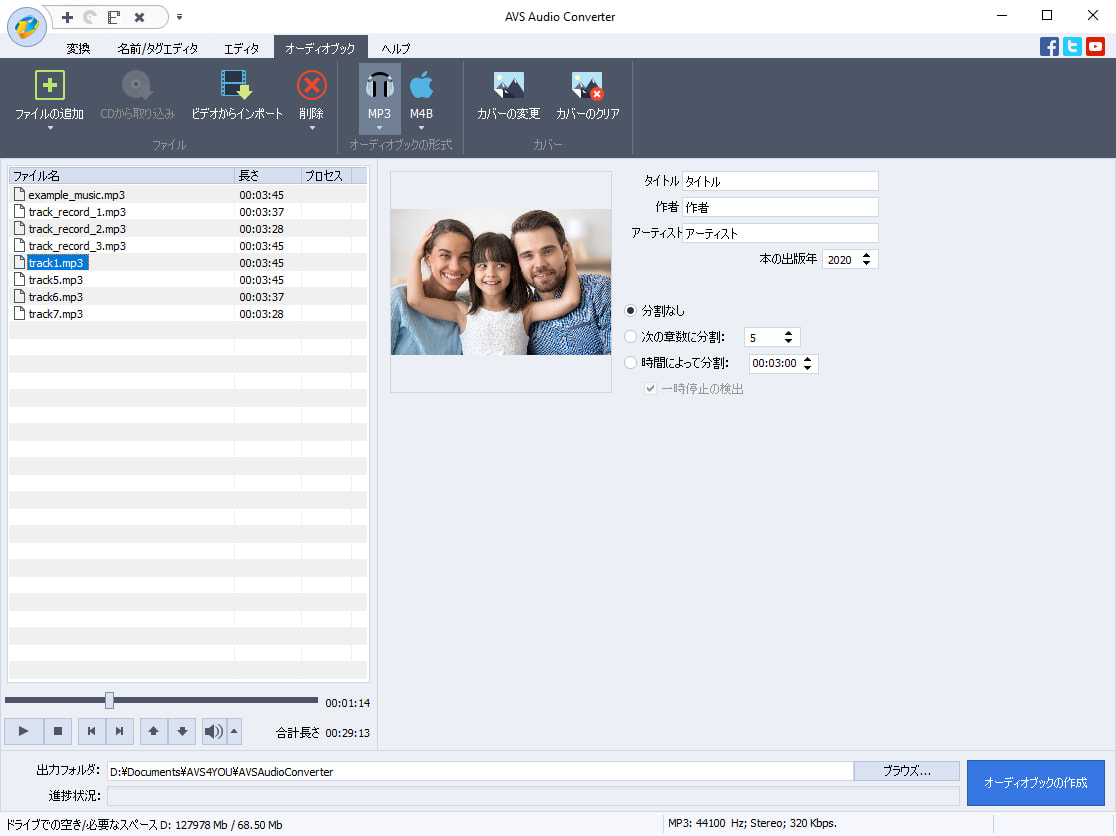 AVS Audio Converter
変換 名前/タグエディタ エディタ オーディオブック ヘルプ
ファイルの追加 CDから取り込み ビデオからインポート 削除 MP3 M4B カバーの変更 カバーのクリア
ファイル オーディオブックの形式 カバー
ファイル名 長さ プロセス
example_music.mp3 00:03:45
track_record_1.mp3 00:03:37
track_record_2.mp3 00:03:28
track_record_3.mp3 00:03:45
track1.mp3 00:03:45
track5.mp3 00:03:45
track6.mp3 00:03:37
track7.mp3 00:03:28
タイトル タイトル
作者 作者
アーティスト アーティスト
本の出版年 2020
分割なし
次の章数に分割: 5
時間によって分割: 00:03:00
一時停止の検出
00:01:14
合計長さ 00:29:13
出力フォルダ: D:¥Documents¥AVS4YOU¥AVSAudioConverter ブラウズ...
進捗状況:
オーディオブックの作成
ドライブでの空き/必要なスペース D: 127978 Mb / 68.50 Mb MP3: 44100 Hz; Stereo; 320 Kbps.